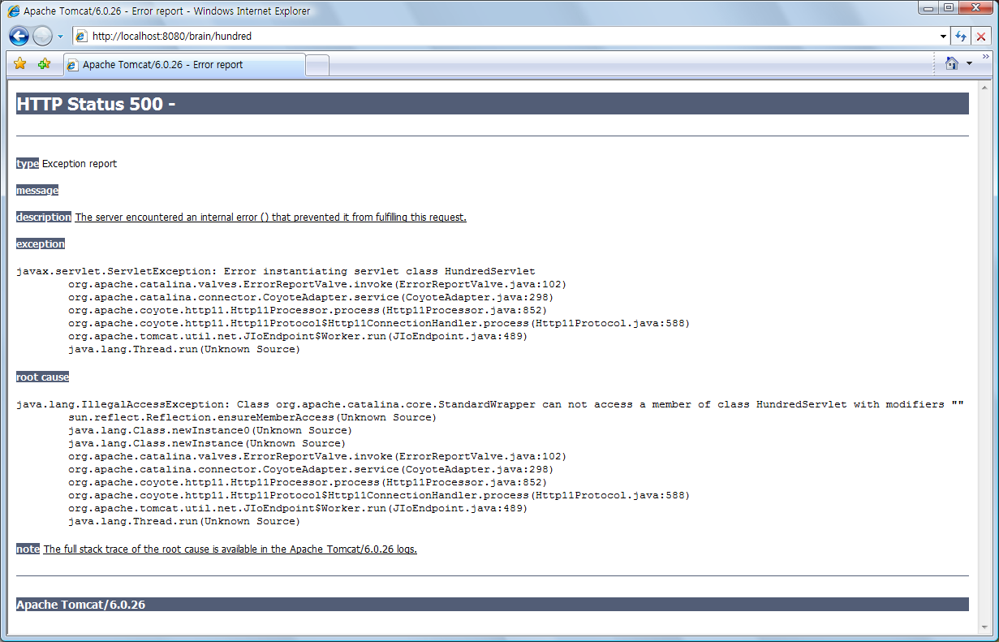 Apache Tomcat/6.0.26 - Error report - Windows Internet Explorer
http://localhost:8080/brain/hundred
Apache Tomcat/6.0.26 - Error report
HTTP Status 500 -
type Exception report
message
description The server encountered an internal error () that prevented it from fulfilling this request.
exception
javax.servlet.ServletException: Error instantiating servlet class HundredServlet
org.apache.catalina.valves.ErrorReportValve.invoke(ErrorReportValve.java:102)
org.apache.catalina.connector.CoyoteAdapter.service(CoyoteAdapter.java:298)
org.apache.coyote.http11.Http11Processor.process(Http11Processor.java:852)
org.apache.coyote.http11.Http11Protocol$Http11ConnectionHandler.process(Http11Protocol.java:588)
org.apache.tomcat.util.net.JIoEndpoint$Worker.run(JIoEndpoint.java:489)
java.lang.Thread.run(Unknown Source)
root cause
java.lang.IllegalAccessException: Class org.apache.catalina.core.StandardWrapper can not access a member of class HundredServlet with modifiers ""
sun.reflect.Reflection.ensureMemberAccess(Unknown Source)
java.lang.Class.newInstance0(Unknown Source)
java.lang.Class.newInstance(Unknown Source)
org.apache.catalina.valves.ErrorReportValve.invoke(ErrorReportValve.java:102)
org.apache.catalina.connector.CoyoteAdapter.service(CoyoteAdapter.java:298)
org.apache.coyote.http11.Http11Processor.process(Http11Processor.java:852)
org.apache.coyote.http11.Http11Protocol$Http11ConnectionHandler.process(Http11Protocol.java:588)
org.apache.tomcat.util.net.JIoEndpoint$Worker.run(JIoEndpoint.java:489)
java.lang.Thread.run(Unknown Source)
note The full stack trace of the root cause is available in the Apache Tomcat/6.0.26 logs.
Apache Tomcat/6.0.26